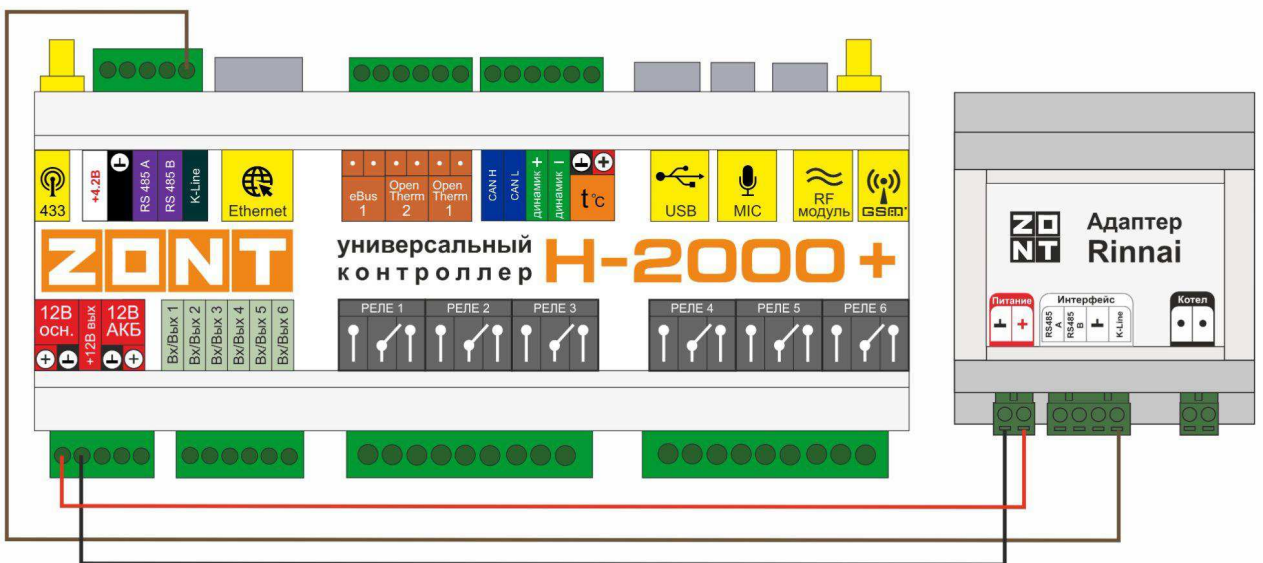 433
+4.2В
RS 485 A
RS 485 B
K-Line
Ethernet
eBus
1
Open
Therm
2
Open
Therm
1
CAN H
CAN L
динамик +
динамик –
t°C
USB
MIC
RF
модуль
GSM
ZONT
универсальный
контроллер
H-2000+
12В
осн.
+12В вых
12В
АКБ
Вх/Вых 1
Вх/Вых 2
Вх/Вых 3
Вх/Вых 4
Вх/Вых 5
Вх/Вых 6
РЕЛЕ 1
РЕЛЕ 2
РЕЛЕ 3
РЕЛЕ 4
РЕЛЕ 5
РЕЛЕ 6
ZONT
Адаптер
Rinnai
Питание
Интерфейс
RS485
A
RS485
B
K-Line
Котел